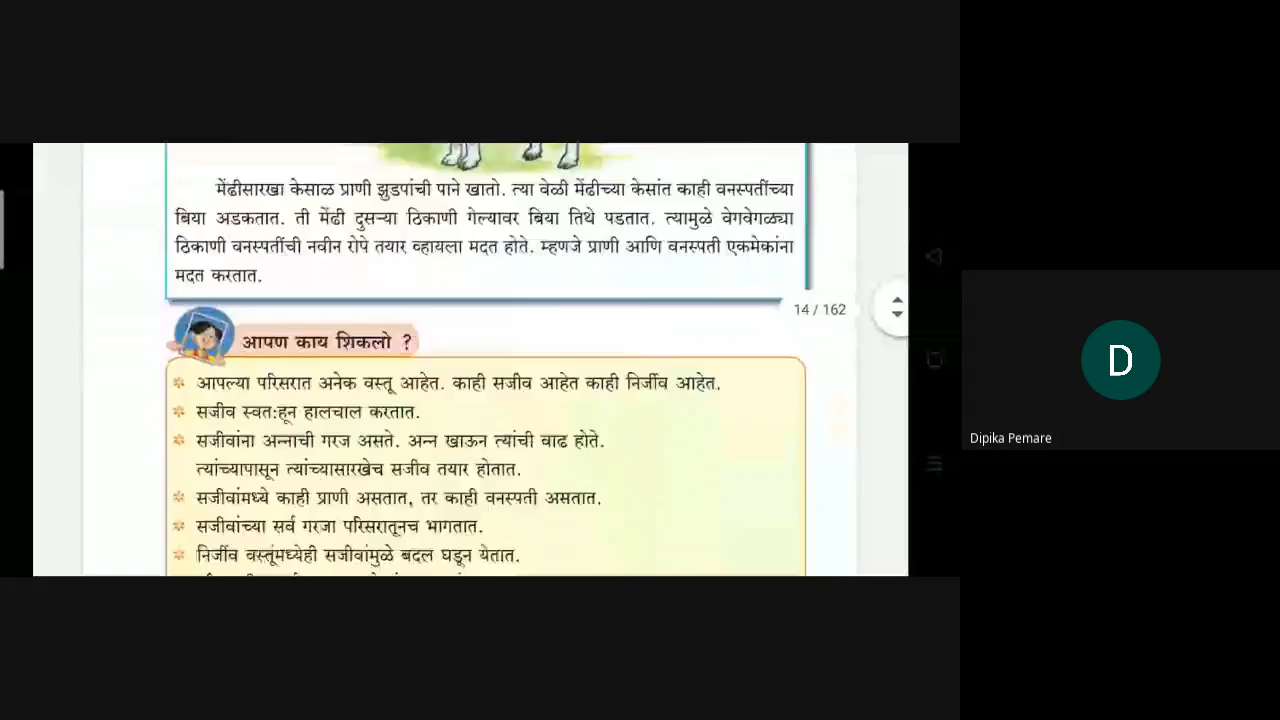 मेंढीसारखा केसाळ प्राणी झुडपांची पाने खातो. त्या वेळी मेंढीच्या केसांत काही वनस्पतींच्या
बिया अडकतात. ती मेंढी दुसऱ्या ठिकाणी गेल्यावर बिया तिथे पडतात. त्यामुळे वेगवेगळ्या
ठिकाणी वनस्पतींची नवीन रोपे तयार व्हायला मदत होते. म्हणजे प्राणी आणि वनस्पती एकमेकांना
मदत करतात.
14 / 162
आपण काय शिकलो ?
* आपल्या परिसरात अनेक वस्तू आहेत. काही सजीव आहेत काही निर्जीव आहेत.
* सजीव स्वत:हून हालचाल करतात.
* सजीवांना अन्नाची गरज असते. अन्न खाऊन त्यांची वाढ होते.
त्यांच्यापासून त्यांच्यासारखेच सजीव तयार होतात.
* सजीवांमध्ये काही प्राणी असतात, तर काही वनस्पती असतात.
* सजीवांच्या सर्व गरजा परिसरातूनच भागतात.
* निर्जीव वस्तूंमध्येही सजीवांमुळे बदल घडून येतात.
D
Dipika Pemare